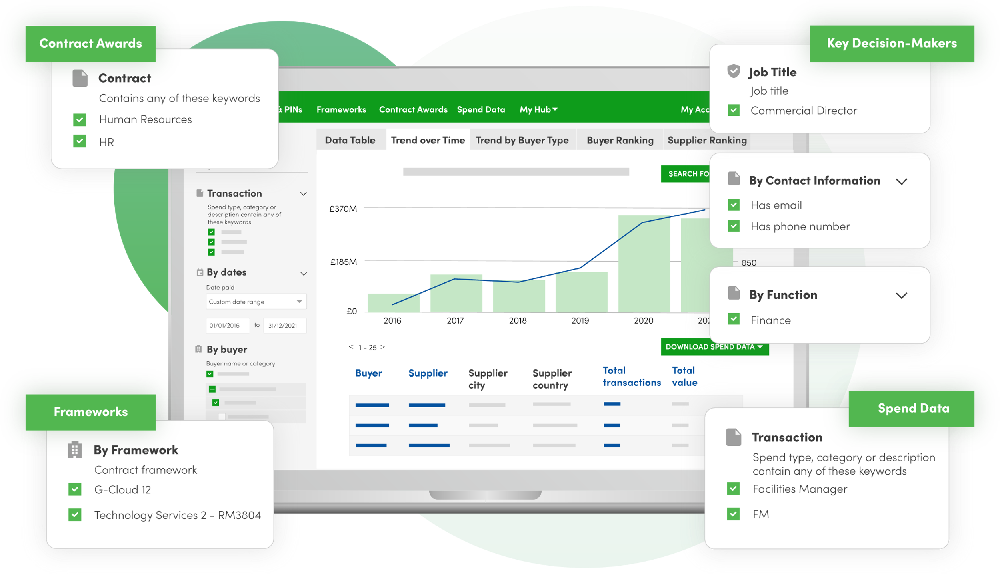 Contract Awards
Contract
Contains any of these keywords
Human Resources
HR
Key Decision-Makers
Job Title
Job title
Commercial Director
& PINs
Frameworks
Contract Awards
Spend Data
My Hub
My Acc
Data Table
Trend over Time
Trend by Buyer Type
Buyer Ranking
Supplier Ranking
SEARCH FO
By Contact Information
Has email
Has phone number
Transaction
Spend type, category or
description contain any of
these keywords
By dates
Date paid
Custom date range
01/01/2016 to 31/12/2021
By buyer
Buyer name or category
£370M
£185M
850
£0
2016
2017
2018
2019
2020
202
By Function
Finance
< 1 - 25 >
DOWNLOAD SPEND DATA
Buyer
Supplier
Supplier
city
Supplier
country
Total
transactions
Total
value
Frameworks
By Framework
Contract framework
G-Cloud 12
Technology Services 2 - RM3804
Spend Data
Transaction
Spend type, category or description
contain any of these keywords
Facilities Manager
FM